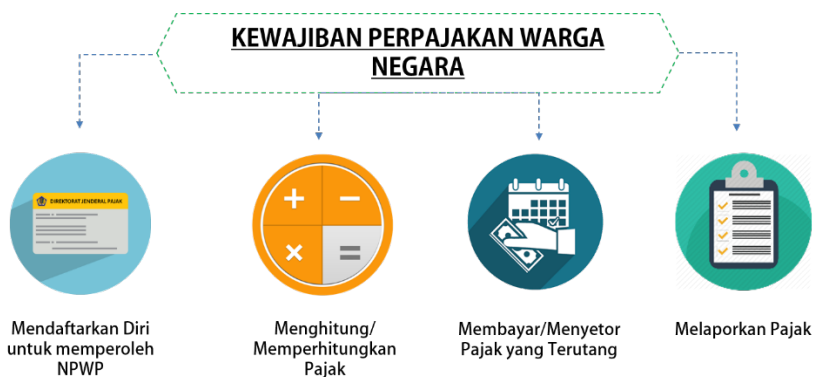 KEWAJIBAN PERPAJAKAN WARGA
NEGARA
DIREKTORAT JENDERAL PAJAK
Mendaftarkan Diri
untuk memperoleh
NPWP
Menghitung/
Memperhitungkan
Pajak
Membayar/Menyetor
Pajak yang Terutang
Melaporkan Pajak